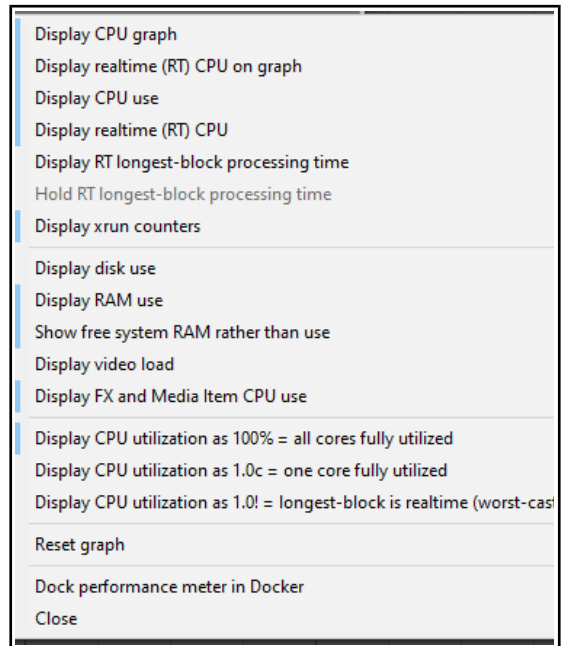 Display CPU graph
Display realtime (RT) CPU on graph
Display CPU use
Display realtime (RT) CPU
Display RT longest-block processing time
Hold RT longest-block processing time
Display xrun counters
Display disk use
Display RAM use
Show free system RAM rather than use
Display video load
Display FX and Media Item CPU use
Display CPU utilization as 100% = all cores fully utilized
Display CPU utilization as 1.0c = one core fully utilized
Display CPU utilization as 1.0! = longest-block is realtime (worst-cas
Reset graph
Dock performance meter in Docker
Close